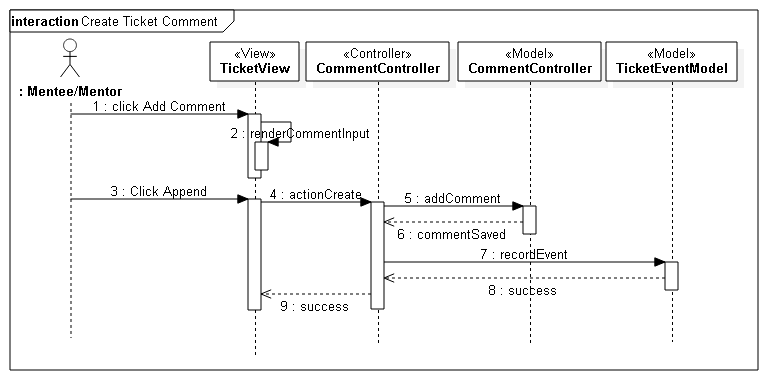 interaction Create Ticket Comment
: Mentee/Mentor
«View»
TicketView
«Controller»
CommentController
«Model»
CommentController
«Model»
TicketEventModel
1 : click Add Comment
2 : renderCommentInput
3 : Click Append
4 : actionCreate
5 : addComment
6 : commentSaved
7 : recordEvent
8 : success
9 : success